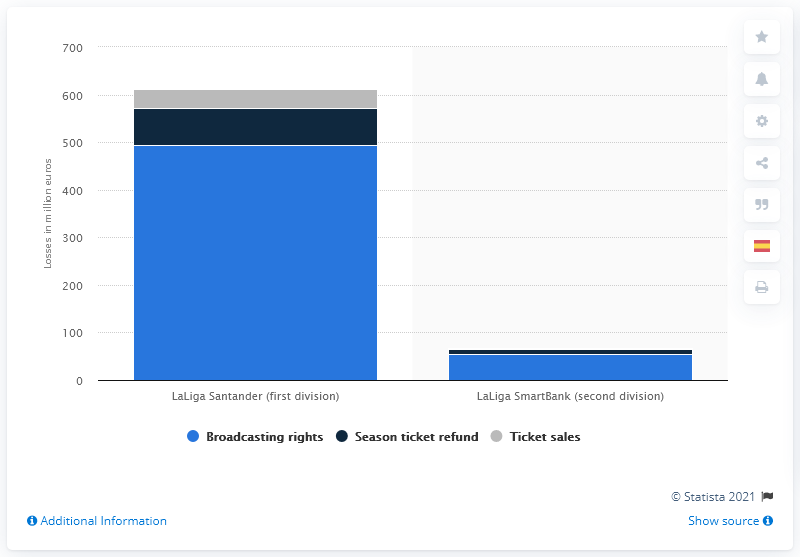 700
600
500
400
300
200
100
0
Losses in million euros
LaLiga Santander (first division)
LaLiga SmartBank (second division)
Broadcasting rights
Season ticket refund
Ticket sales
© Statista 2021
Additional Information
Show source